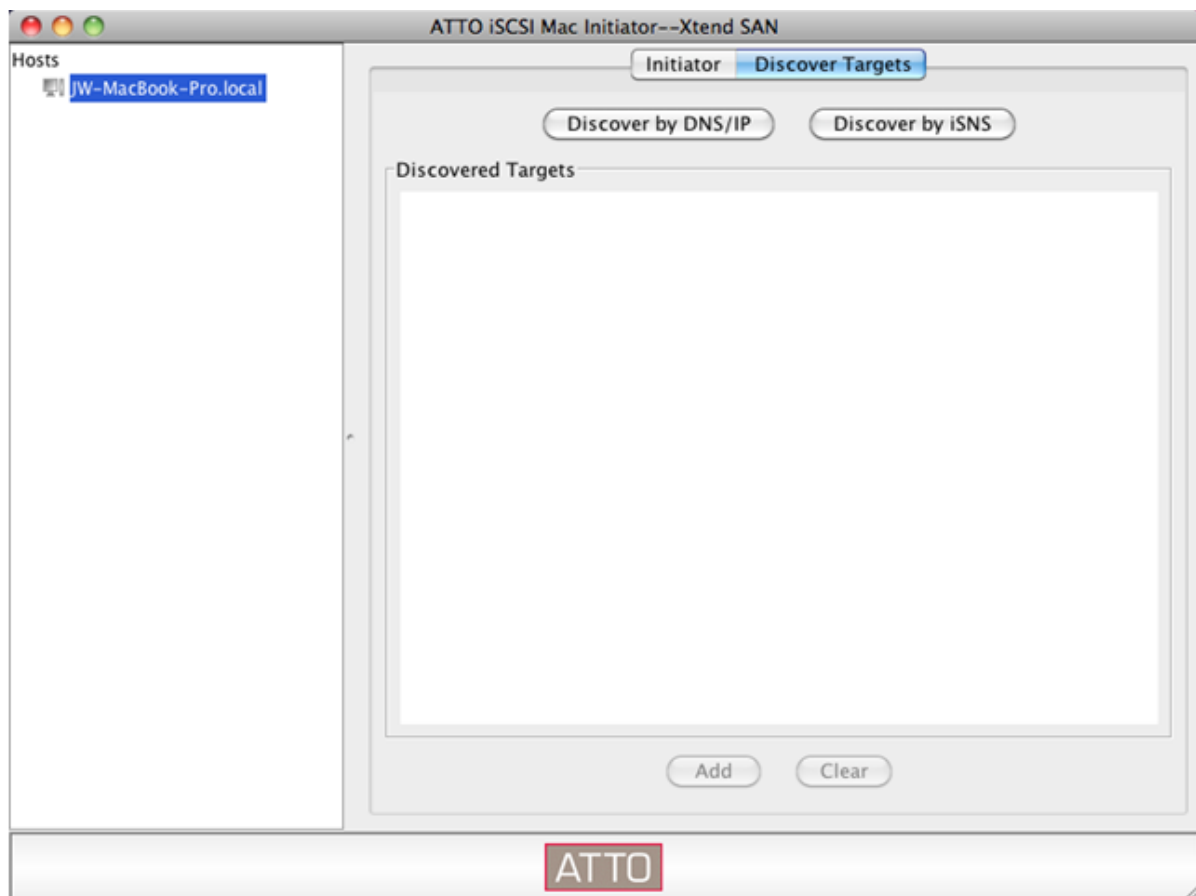 ATTO iSCSI Mac Initiator--Xtend SAN
Hosts
JW-MacBook-Pro.local
Initiator
Discover Targets
Discover by DNS/IP
Discover by iSNS
Discovered Targets
Add
Clear
ATTO